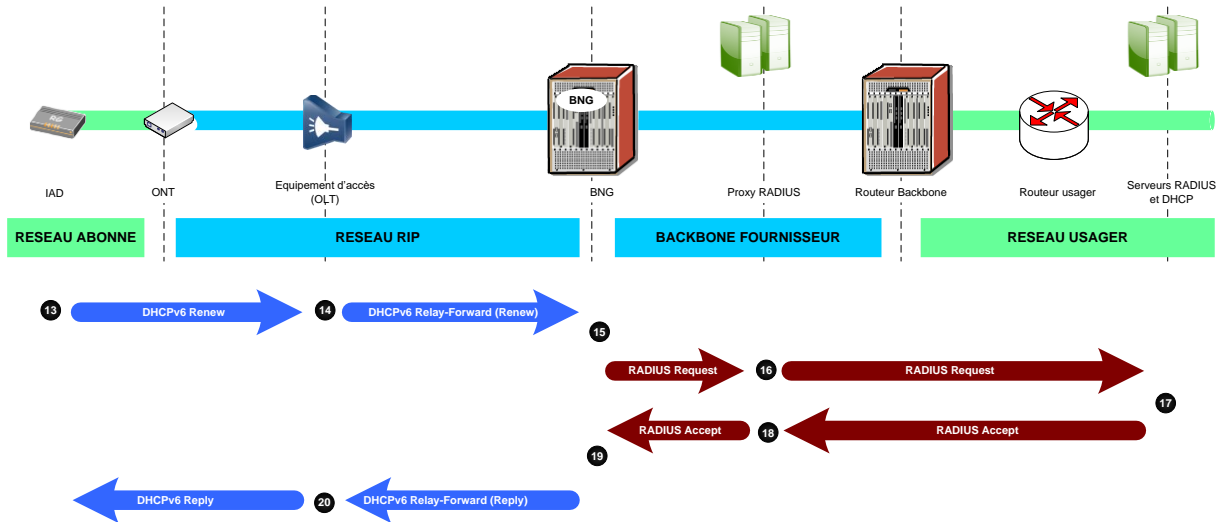 BNG
RG
IAD
ONT
Equipement d'accès
(OLT)
BNG
Proxy RADIUS
Routeur Backbone
Routeur usager
Serveurs RADIUS
et DHCP
RESEAU ABONNE
RESEAU RIP
BACKBONE FOURNISSEUR
RESEAU USAGER
13
DHCPv6 Renew
14
DHCPv6 Relay-Forward (Renew)
15
RADIUS Request
16
RADIUS Request
17
RADIUS Accept
18
RADIUS Accept
19
DHCPv6 Reply
20
DHCPv6 Relay-Forward (Reply)